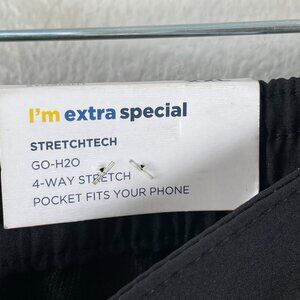 I'm extra special
STRETCHTECH
GO-H2O
4-WAY STRETCH
POCKET FITS YOUR PHONE